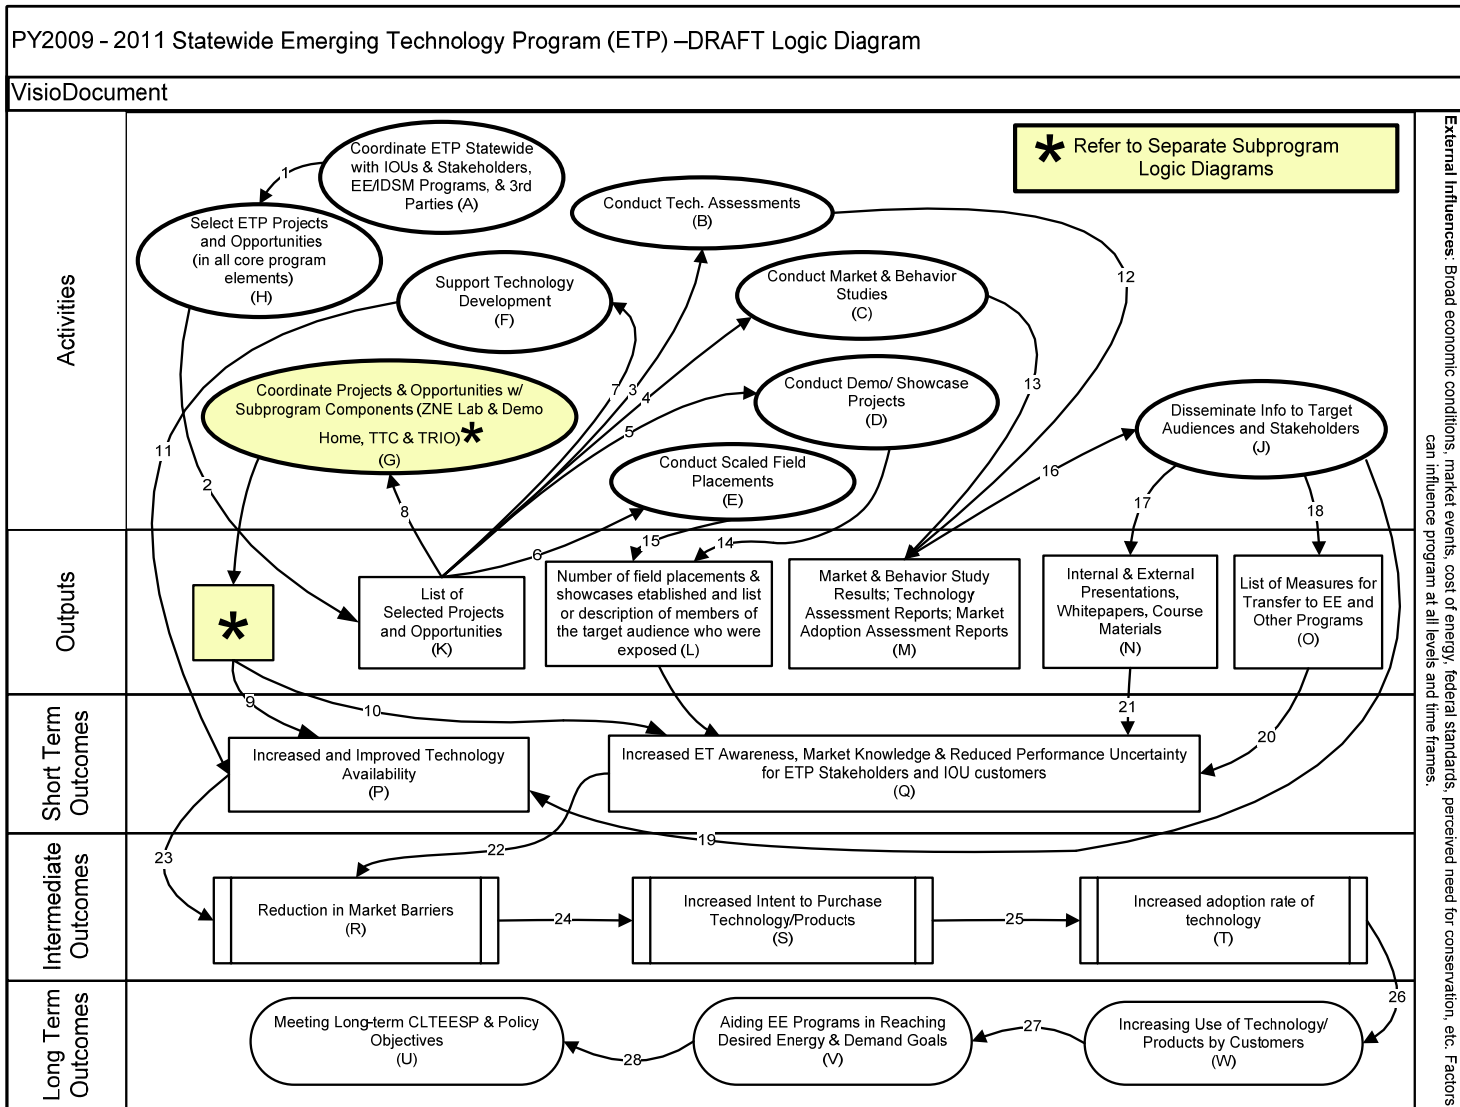 PY2009 - 2011 Statewide Emerging Technology Program (ETP) –DRAFT Logic Diagram
VisioDocument
Activities
Coordinate ETP Statewide
with IOUs & Stakeholders,
EE/IDSM Programs, & 3rd
Parties (A)
1
Select ETP Projects
and Opportunities
(in all core program
elements)
(H)
Conduct Tech. Assessments
(B)
* Refer to Separate Subprogram
Logic Diagrams
Support Technology
Development
(F)
Conduct Market & Behavior
Studies
(C)
12
Coordinate Projects & Opportunities w/
Subprogram Components (ZNE Lab & Demo
Home, TTC & TRIO) *
(G)
7
3
4
5
Conduct Demo/ Showcase
Projects
(D)
13
Disseminate Info to Target
Audiences and Stakeholders
(J)
11
2
8
Conduct Scaled Field
Placements
(E)
16
17
18
Outputs
6
15
14
*
List of
Selected Projects
and Opportunities
(K)
Number of field placements &
showcases etablished and list
or description of members of
the target audience who were
exposed (L)
Market & Behavior Study
Results; Technology
Assessment Reports; Market
Adoption Assessment Reports
(M)
Internal & External
Presentations,
Whitepapers, Course
Materials
(N)
List of Measures for
Transfer to EE and
Other Programs
(O)
Short Term
Outcomes
9
10
21
20
Increased and Improved Technology
Availability
(P)
Increased ET Awareness, Market Knowledge & Reduced Performance Uncertainty
for ETP Stakeholders and IOU customers
(Q)
Intermediate
Outcomes
23
22
19
Reduction in Market Barriers
(R)
24
Increased Intent to Purchase
Technology/Products
(S)
25
Increased adoption rate of
technology
(T)
Long Term
Outcomes
26
Meeting Long-term CLTEESP & Policy
Objectives
(U)
28
Aiding EE Programs in Reaching
Desired Energy & Demand Goals
(V)
27
Increasing Use of Technology/
Products by Customers
(W)
External Influences: Broad economic conditions, market events, cost of energy, federal standards, perceived need for conservation, etc. Factors
can influence program at all levels and time frames.